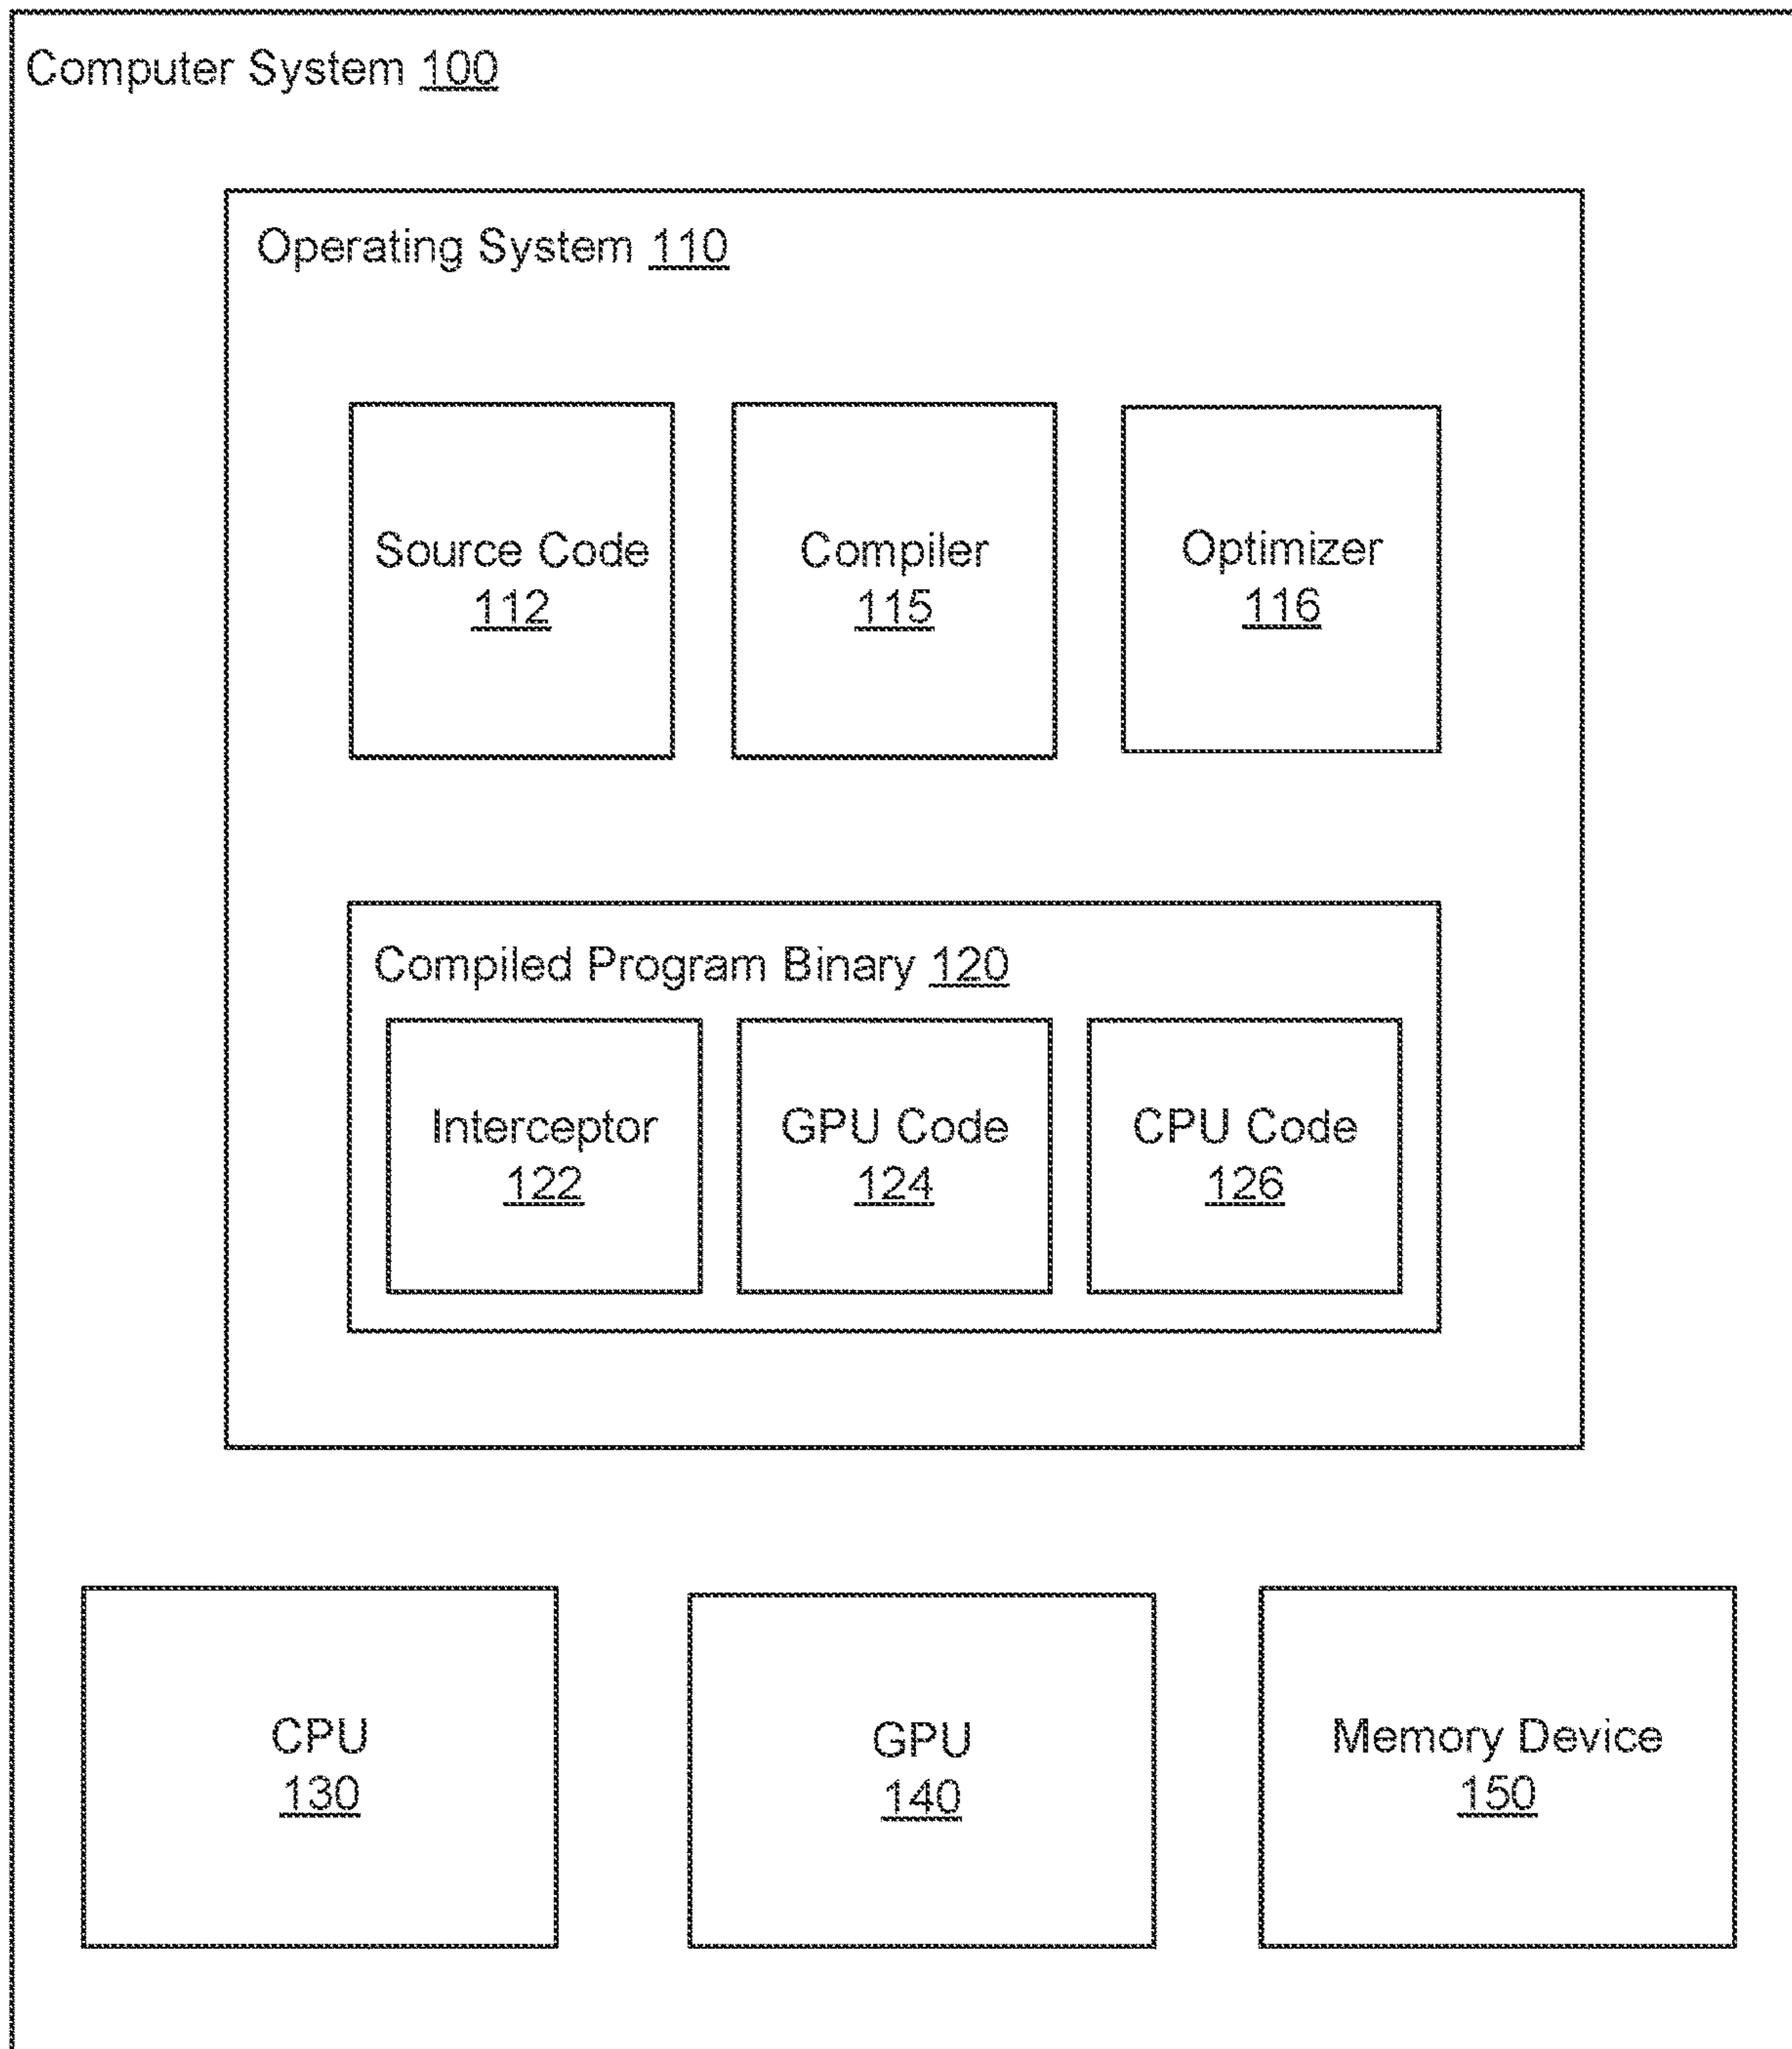 Computer System 100
Operating System 110
Source Code
112
Compiler
115
Optimizer
116
Compiled Program Binary 120
Interceptor
122
GPU Code
124
CPU Code
126
CPU
130
GPU
140
Memory Device
150